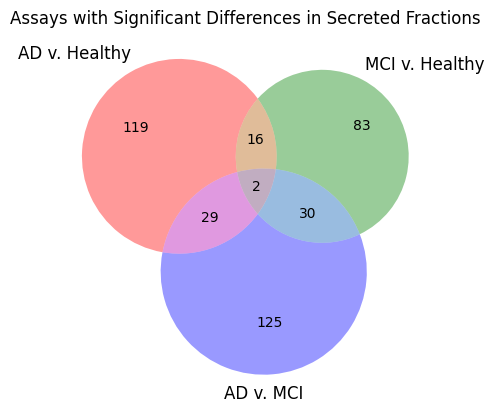 Assays with Significant Differences in Secreted Fractions
AD v. Healthy
MCI v. Healthy
119
16
83
2
29
30
125
AD v. MCI